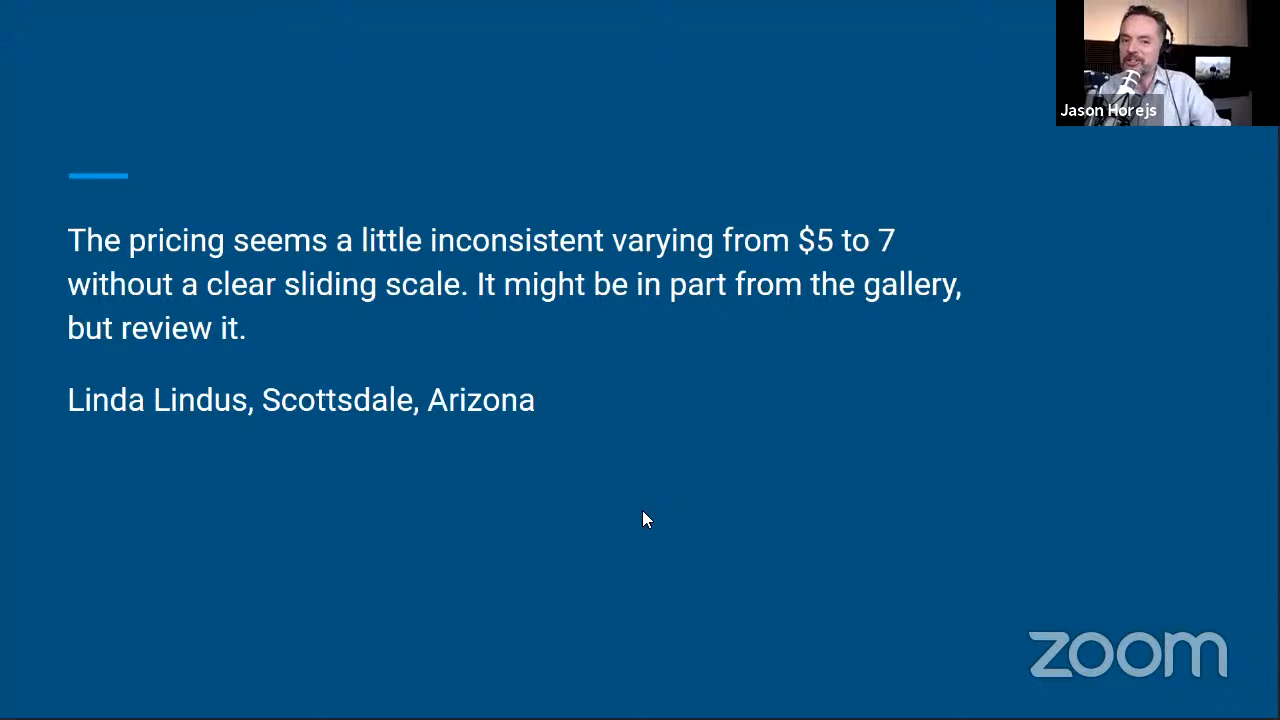 Jason Horejs
The pricing seems a little inconsistent varying from $5 to 7
without a clear sliding scale. It might be in part from the gallery,
but review it.
Linda Lindus, Scottsdale, Arizona
zoom